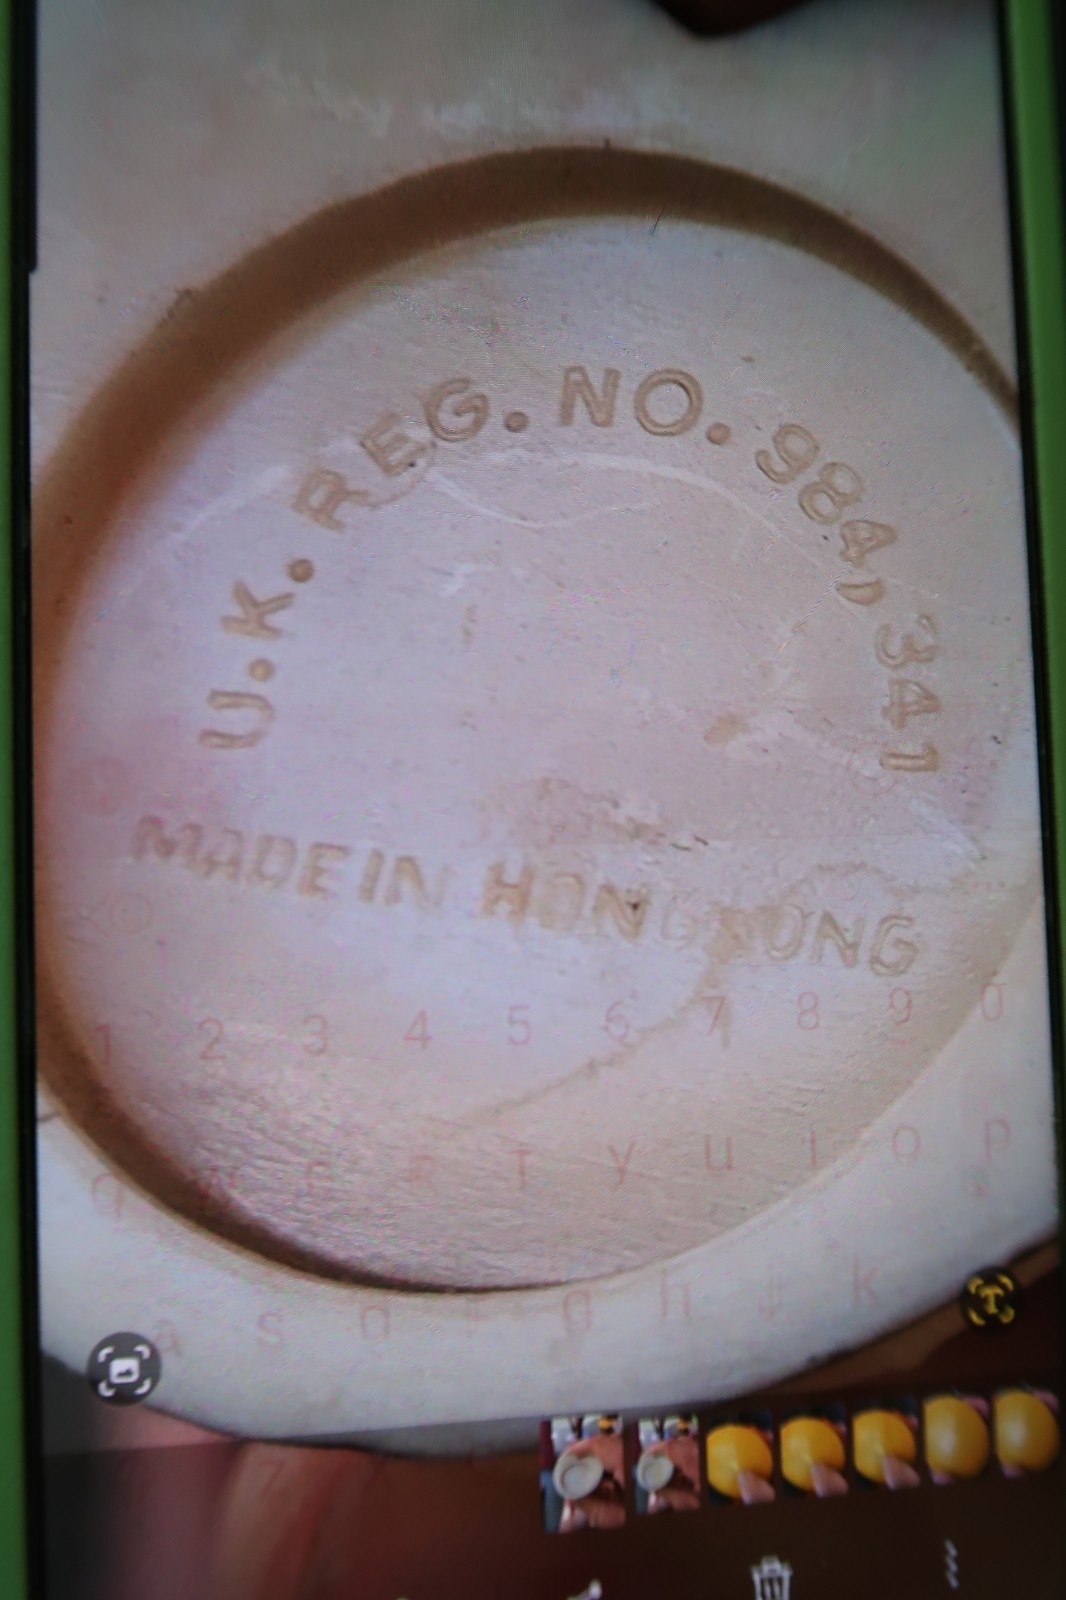 U.K. REG. NO. 984,341
MADE IN HONG KONG
1 2 3 4 5 6 7 8 9 0
q t y u i o p
a s d g h j k